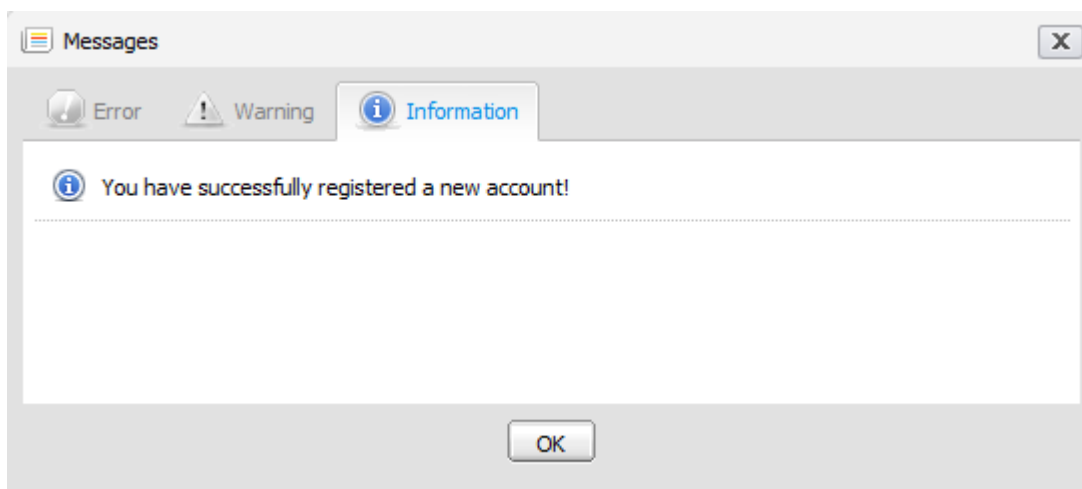 Messages
X
Error Warning Information
You have successfully registered a new account!
OK